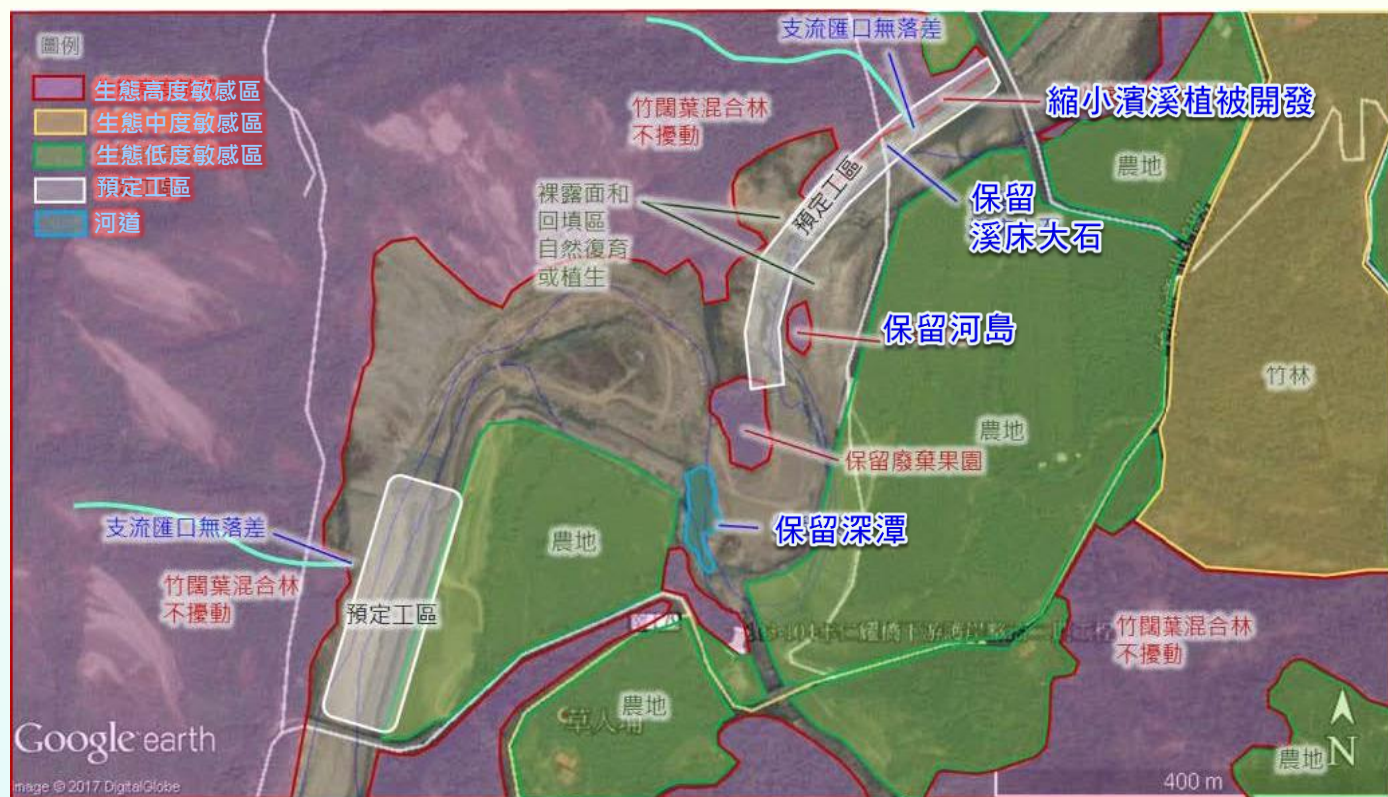 圖例
生態高度敏感區
生態中度敏感區
生態低度敏感區
預定工區
河道
支流匯口無落差
縮小濱溪植被開發
竹闊葉混合林
不擾動
農地
裸露面和
回填區
自然復育
或植生
預定工區
保留
溪床大石
保留河島
竹林
農地
保留廢棄果園
支流匯口無落差
保留深潭
農地
竹闊葉混合林
不擾動
預定工區
竹闊葉混合林
不擾動
農地
草人埔
農地
N
Google earth
400 m
Image © 2017 DigitalGlobe